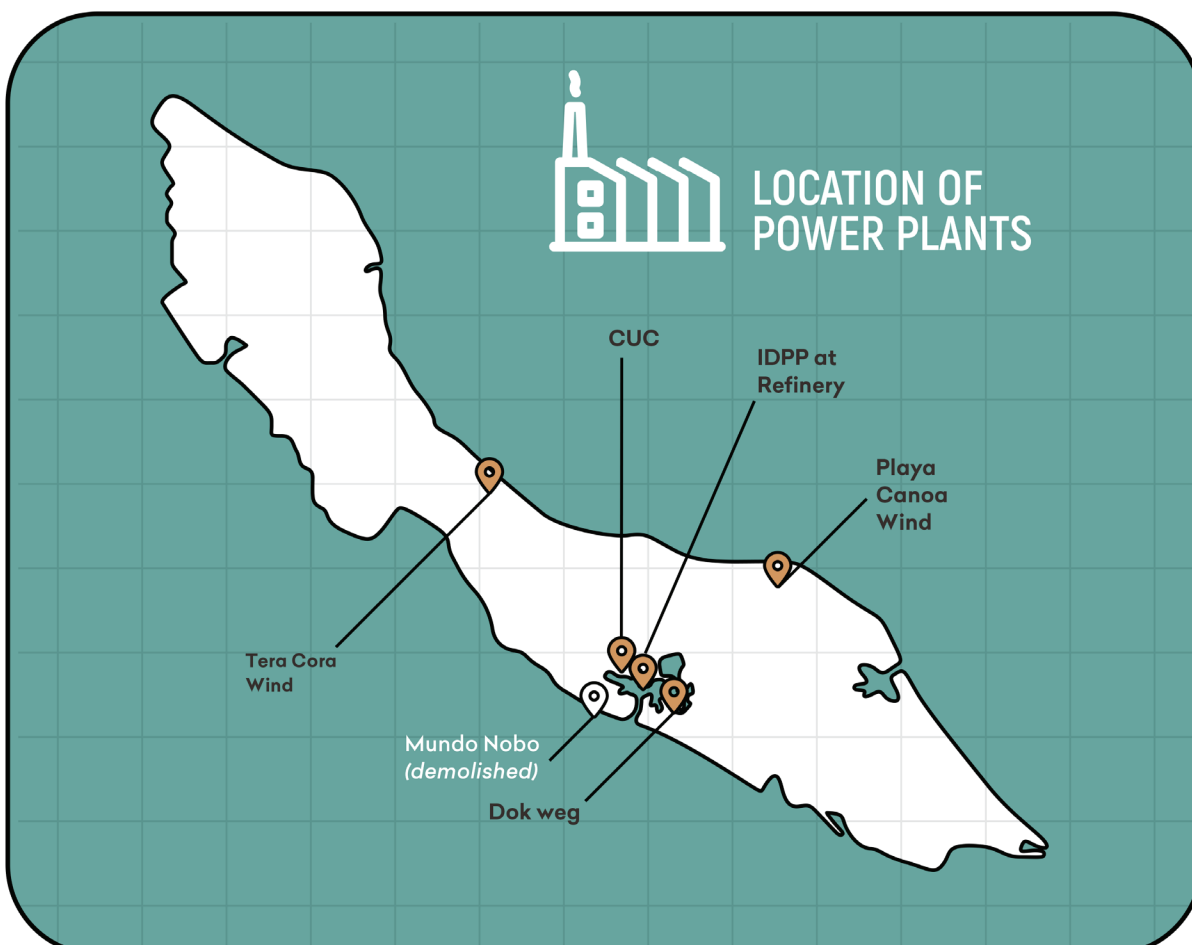 LOCATION OF
POWER PLANTS
CUC
IDPP at
Refinery
Playa
Canoa
Wind
Tera Cora
Wind
Mundo Nobo
(demolished)
Dok weg